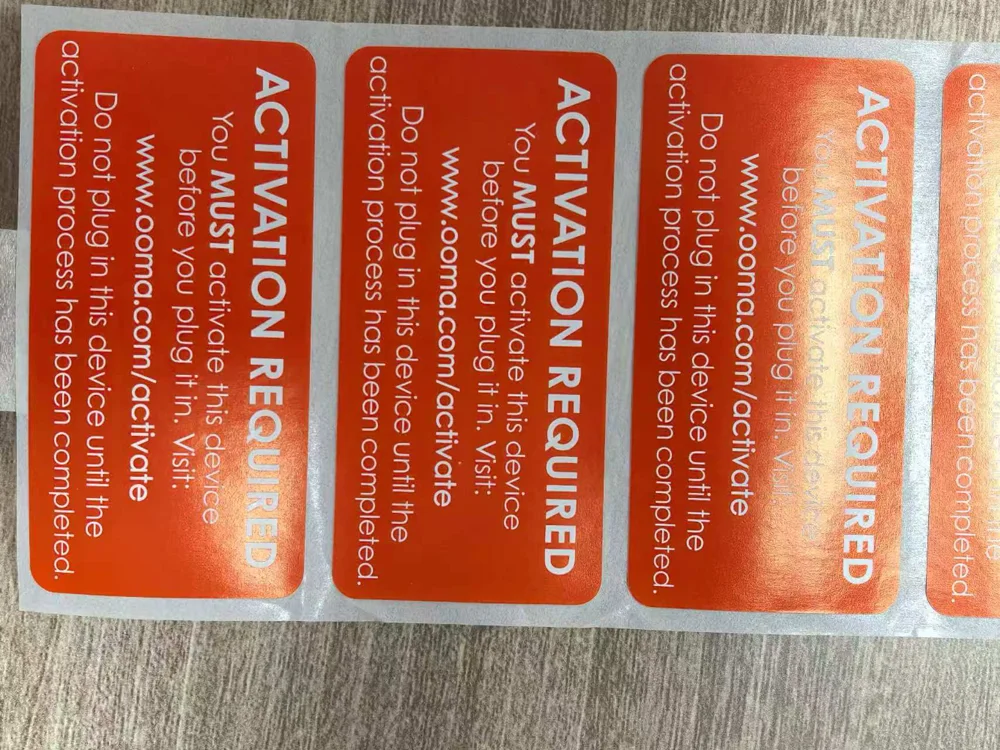 ACTIVATION REQUIRED
You MUST activate this device
before you plug it in. Visit:
www.ooma.com/activate
Do not plug in this device until the
activation process has been completed.
ACTIVATION REQUIRED
You MUST activate this device
before you plug it in. Visit:
www.ooma.com/activate
Do not plug in this device until the
activation process has been completed.
ACTIVATION REQUIRED
You MUST activate this device
before you plug it in. Visit:
www.ooma.com/activate
Do not plug in this device until the
activation process has been completed.
the
activation process has been completed.